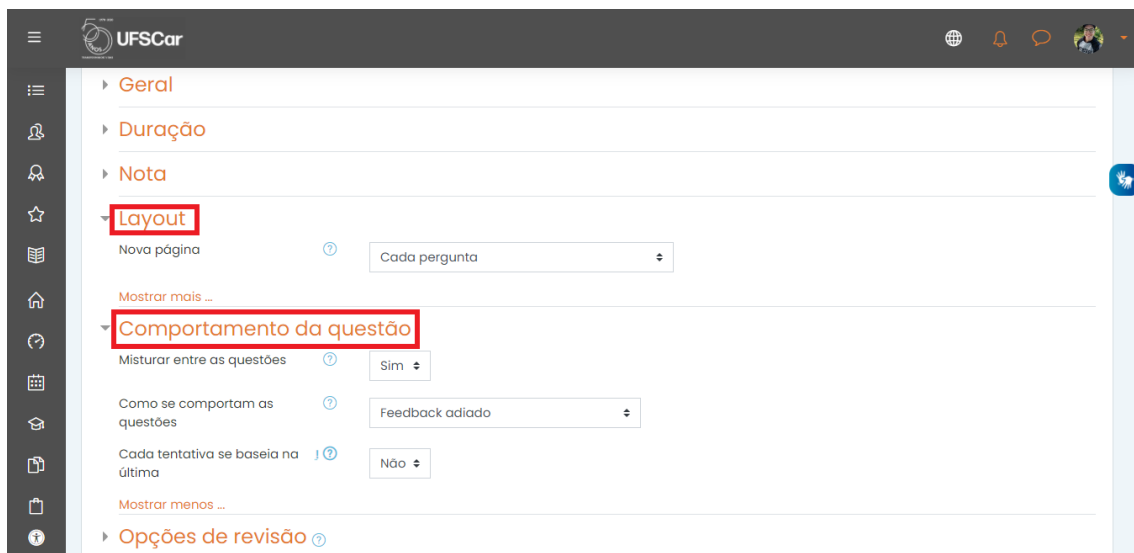 UFSCar
Geral
Duração
Nota
Layout
Nova página
Cada pergunta
Mostrar mais ...
Comportamento da questão
Misturar entre as questões
Sim
Como se comportam as
questões
Feedback adiado
Cada tentativa se baseia na
última
Não
Mostrar menos ...
Opções de revisão